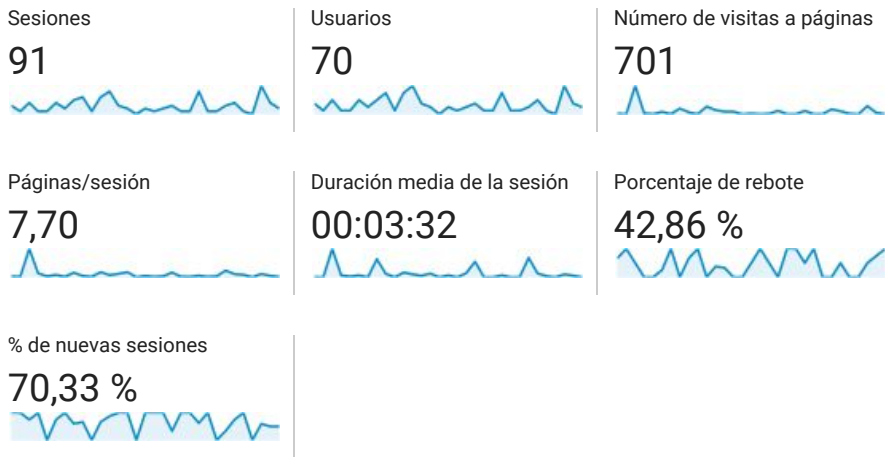 Sesiones
91
Usuarios
70
Número de visitas a páginas
701
Páginas/sesión
7,70
Duración media de la sesión
00:03:32
Porcentaje de rebote
42,86 %
% de nuevas sesiones
70,33 %